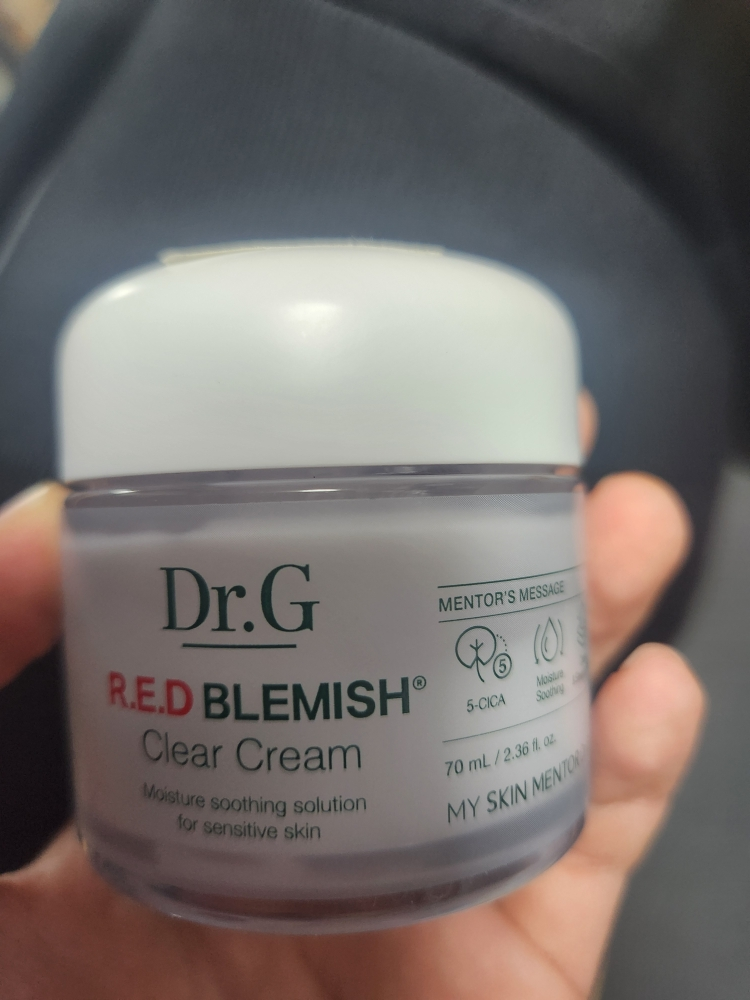 Dr.G
R.E.D BLEMISH®
Clear Cream
Moisture soothing solution
for sensitive skin
MENTOR'S MESSAGE
5
5-CICA
Moisture
Soothing
70 mL / 2.36 fl. oz.
MY SKIN MENTOR